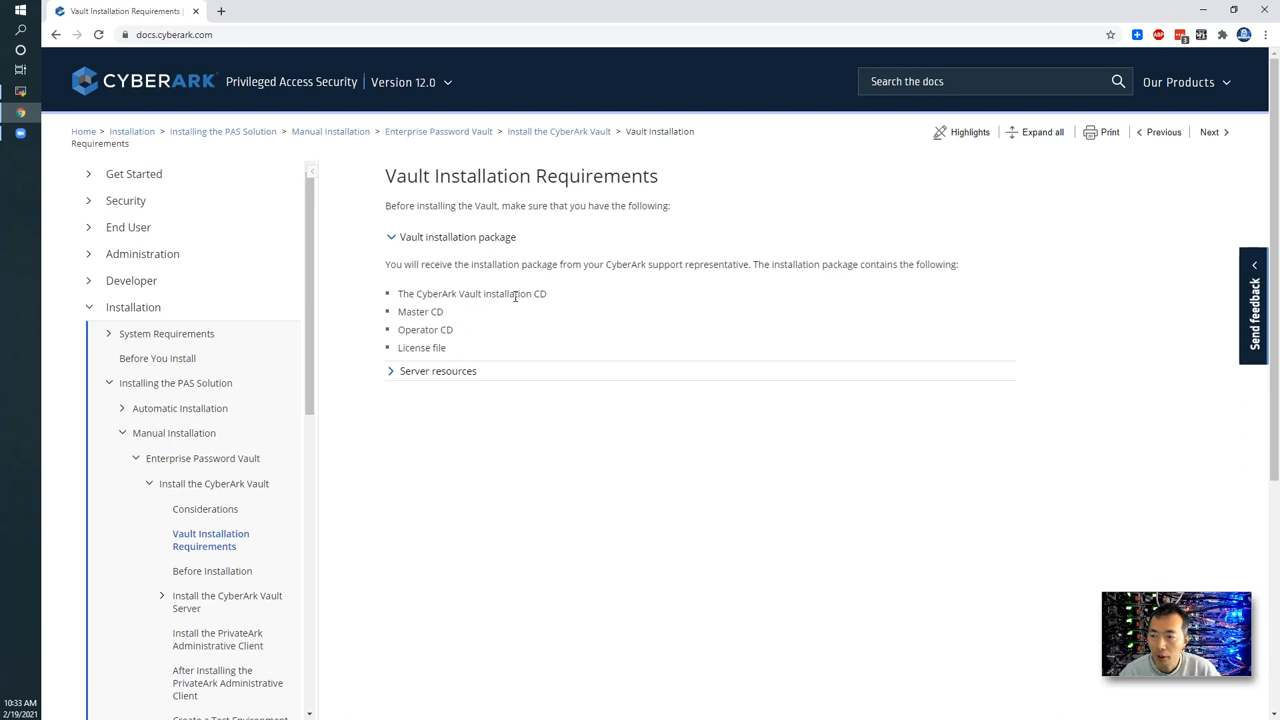 Vault Installation Requirements |
docs.cyberark.com
3
CYBERARK Privileged Access Security Version 12.0
Search the docs
Our Products
Home > Installation > Installing the PAS Solution > Manual Installation > Enterprise Password Vault > Install the CyberArk Vault > Vault Installation
Requirements
Highlights Expand all Print Previous Next
Get Started
Security
End User
Administration
Developer
Installation
System Requirements
Before You Install
Installing the PAS Solution
Automatic Installation
Manual Installation
Enterprise Password Vault
Install the CyberArk Vault
Considerations
Vault Installation
Requirements
Before Installation
Install the CyberArk Vault
Server
Install the PrivateArk
Administrative Client
After Installing the
PrivateArk Administrative
Client
Create a Test Environment
Vault Installation Requirements
Before installing the Vault, make sure that you have the following:
Vault installation package
You will receive the installation package from your CyberArk support representative. The installation package contains the following:
The CyberArk Vault installation CD
Master CD
Operator CD
License file
Server resources
Send feedback
10:33 AM
2/19/2021